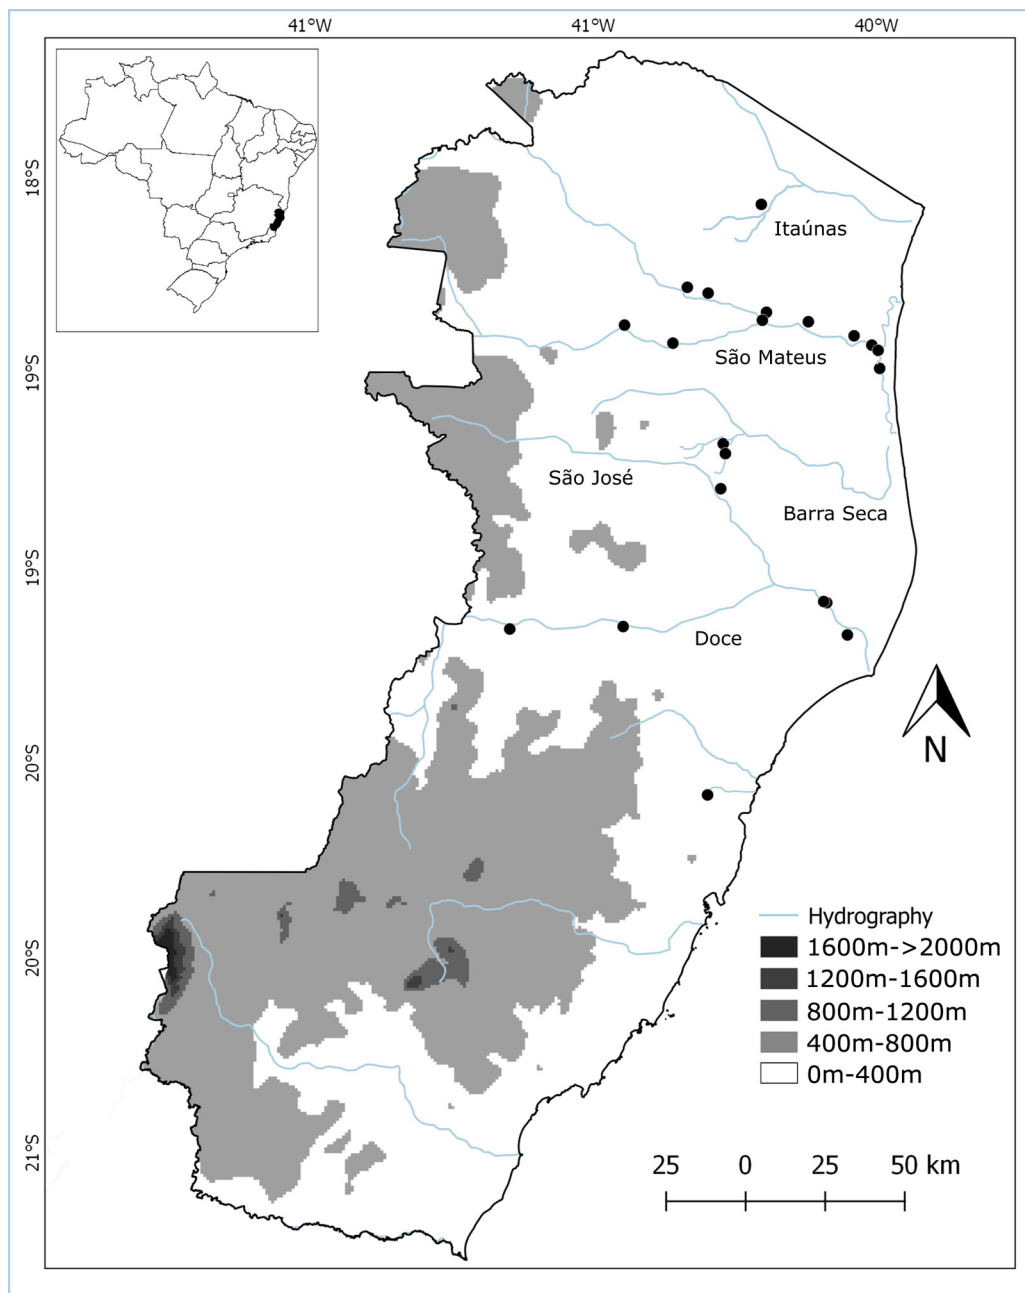 41°W
41°W
40°W
18°S
Itaúnas
19°S
São Mateus
São José
Barra Seca
19°S
Doce
20°S
N
Hydrography
1600m->2000m
20°S
1200m-1600m
800m-1200m
400m-800m
0m-400m
21°S
25 0 25 50 km